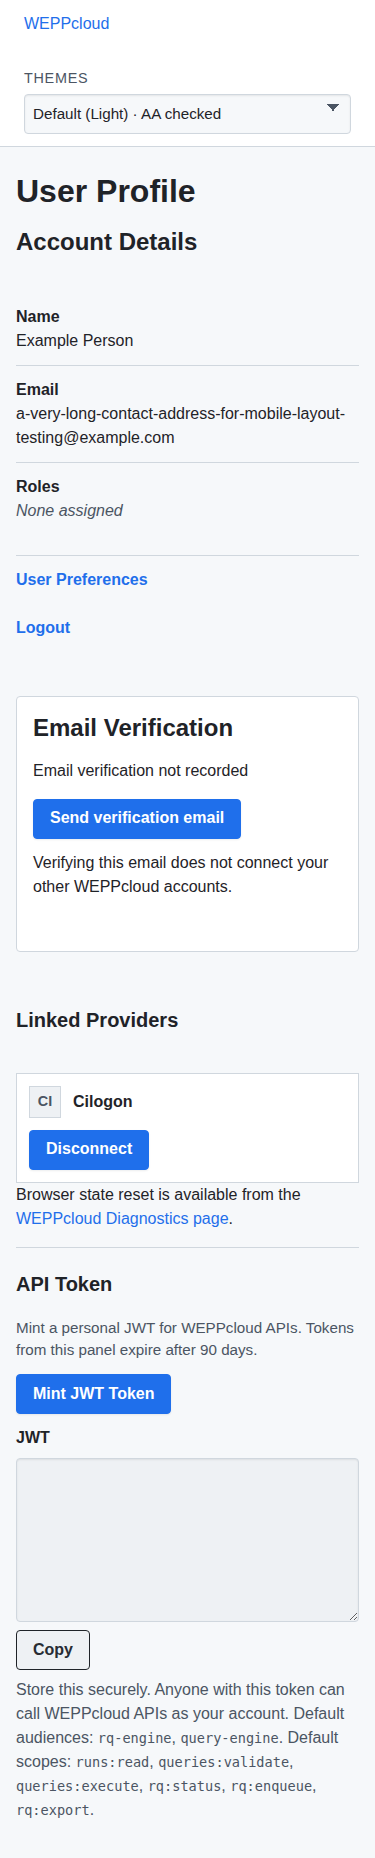 WEPPcloud
THEMES
Default (Light) · AA checked
User Profile
Account Details
Name
Example Person
Email
a-very-long-contact-address-for-mobile-layout-
testing@example.com
Roles
None assigned
User Preferences
Logout
Email Verification
Email verification not recorded
Send verification email
Verifying this email does not connect your
other WEPPcloud accounts.
Linked Providers
CI
Cilogon
Disconnect
Browser state reset is available from the
WEPPcloud Diagnostics page.
API Token
Mint a personal JWT for WEPPcloud APIs. Tokens
from this panel expire after 90 days.
Mint JWT Token
JWT
Copy
Store this securely. Anyone with this token can
call WEPPcloud APIs as your account. Default
audiences: rq-engine, query-engine. Default
scopes: runs:read, queries:validate,
queries:execute, rq:status, rq:enqueue,
rq:export.